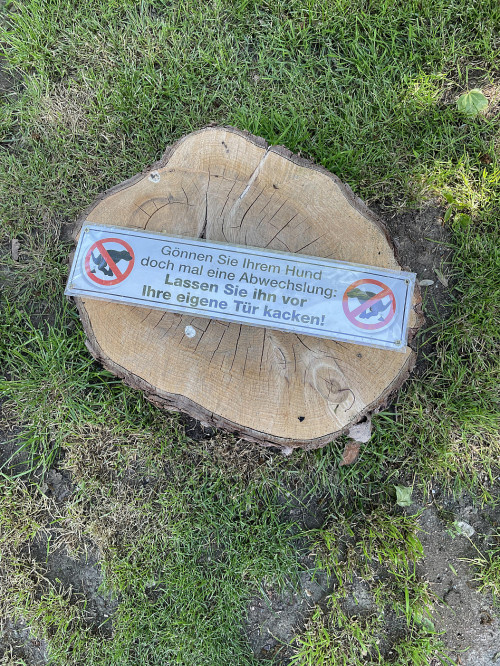 Gönnen Sie Ihrem Hund
doch mal eine Abwechslung:
Lassen Sie ihn vor
Ihre eigene Tür kacken!